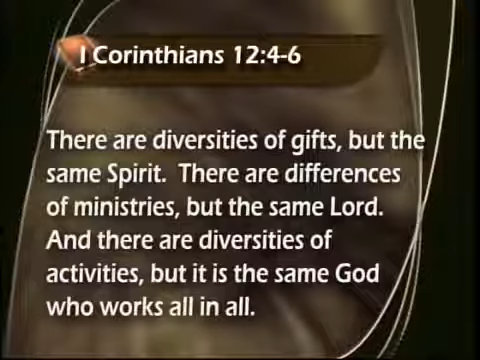 I Corinthians 12:4-6
There are diversities of gifts, but the
same Spirit.  There are differences
of ministries, but the same Lord.
And there are diversities of
activities, but it is the same God
who works all in all.